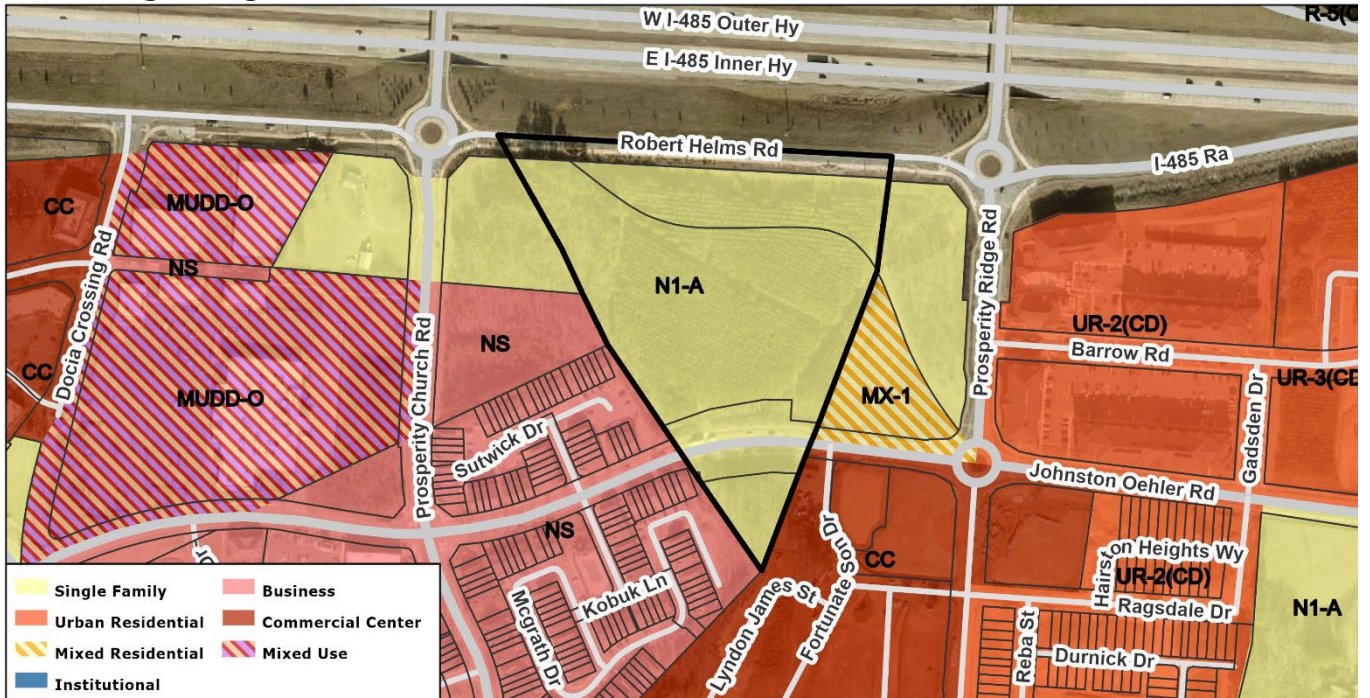 W I-485 Outer Hy
R-5(C
E I-485 Inner Hy
Robert Helms Rd
I-485 Ra
CC
MUDD-O
NS
Docia Crossing Rd
N1-A
Prosperity Ridge Rd
UR-2(CD)
Barrow Rd
CC
MUDD-O
Prosperity Church Rd
NS
MX-1
UR-3(CD
Gadsden Dr
Sutwick Dr
Johnston Oehler Rd
NS
CC
Fortunate Son Dr
Hairston Heights Wy
UR-2(CD)
Kobuk Ln
Mcgrath Dr
Lyndon James St
Ragsdale Dr
N1-A
Reba St
Durnick Dr
Single Family
Business
Urban Residential
Commercial Center
Mixed Residential
Mixed Use
Institutional